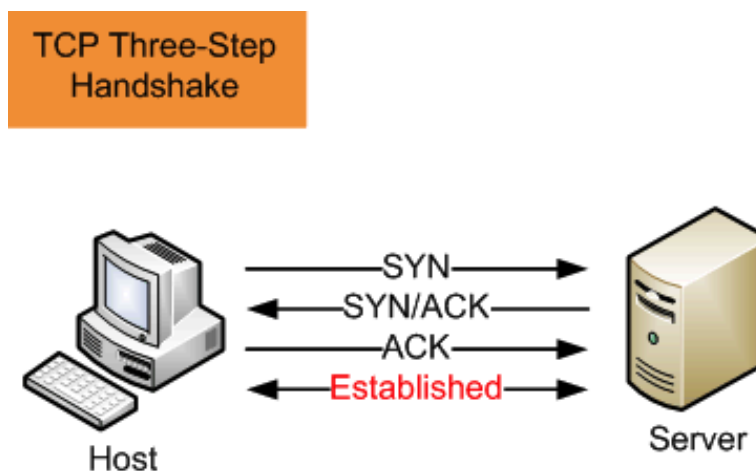 TCP Three-Step
Handshake
SYN
SYN/ACK
ACK
Established
Host
Server